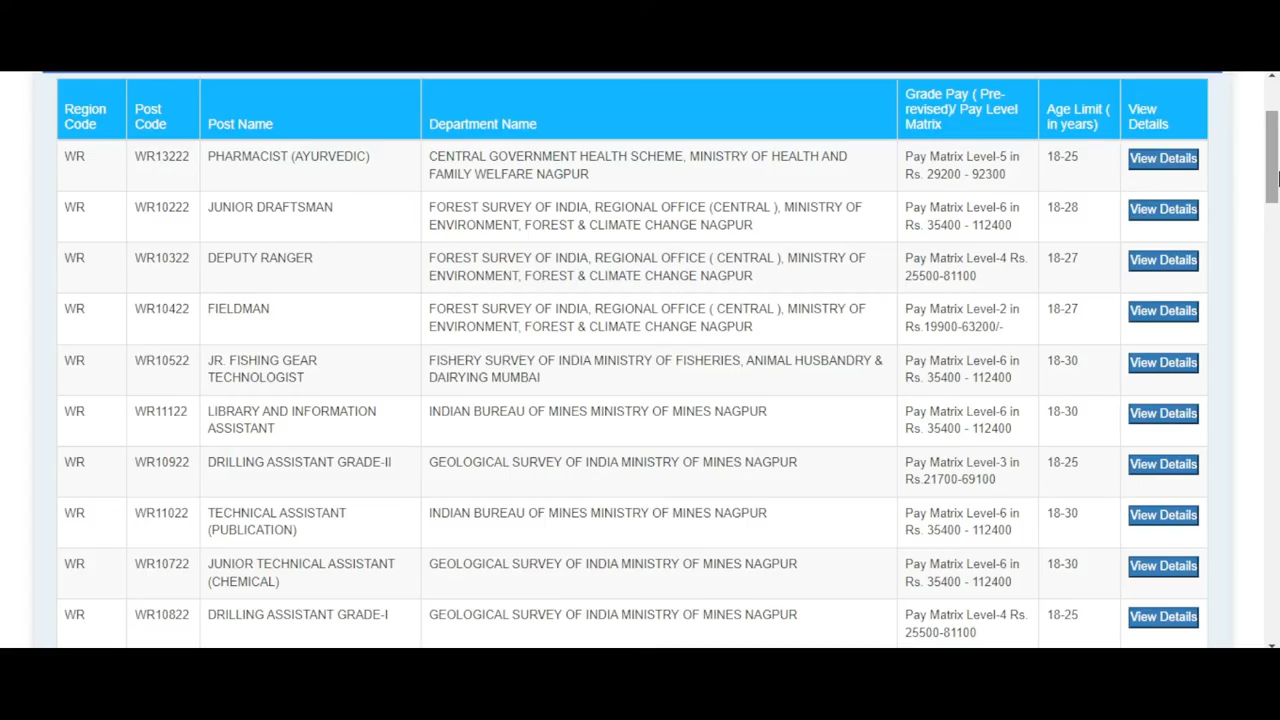 Region Code
Post Code
Post Name
Department Name
Grade Pay ( Pre-revised)/ Pay Level Matrix
Age Limit ( in years)
View Details
WR WR13222 PHARMACIST (AYURVEDIC) CENTRAL GOVERNMENT HEALTH SCHEME, MINISTRY OF HEALTH AND Pay Matrix Level-5 in 18-25 View Details
FAMILY WELFARE NAGPUR Rs. 29200 - 92300
WR WR10222 JUNIOR DRAFTSMAN FOREST SURVEY OF INDIA, REGIONAL OFFICE (CENTRAL ), MINISTRY OF Pay Matrix Level-6 in 18-28 View Details
ENVIRONMENT, FOREST & CLIMATE CHANGE NAGPUR Rs. 35400 - 112400
WR WR10322 DEPUTY RANGER FOREST SURVEY OF INDIA, REGIONAL OFFICE ( CENTRAL ), MINISTRY OF Pay Matrix Level-4 Rs. 18-27 View Details
ENVIRONMENT, FOREST & CLIMATE CHANGE NAGPUR 25500-81100
WR WR10422 FIELDMAN FOREST SURVEY OF INDIA, REGIONAL OFFICE ( CENTRAL ), MINISTRY OF Pay Matrix Level-2 in 18-27 View Details
ENVIRONMENT, FOREST & CLIMATE CHANGE NAGPUR Rs.19900-63200/-
WR WR10522 JR. FISHING GEAR FISHERY SURVEY OF INDIA MINISTRY OF FISHERIES, ANIMAL HUSBANDRY & Pay Matrix Level-6 in 18-30 View Details
TECHNOLOGIST DAIRYING MUMBAI Rs. 35400 - 112400
WR WR11122 LIBRARY AND INFORMATION INDIAN BUREAU OF MINES MINISTRY OF MINES NAGPUR Pay Matrix Level-6 in 18-30 View Details
ASSISTANT Rs. 35400 - 112400
WR WR10922 DRILLING ASSISTANT GRADE-II GEOLOGICAL SURVEY OF INDIA MINISTRY OF MINES NAGPUR Pay Matrix Level-3 in 18-25 View Details
Rs.21700-69100
WR WR11022 TECHNICAL ASSISTANT INDIAN BUREAU OF MINES MINISTRY OF MINES NAGPUR Pay Matrix Level-6 in 18-30 View Details
(PUBLICATION) Rs. 35400 - 112400
WR WR10722 JUNIOR TECHNICAL ASSISTANT GEOLOGICAL SURVEY OF INDIA MINISTRY OF MINES NAGPUR Pay Matrix Level-6 in 18-30 View Details
(CHEMICAL) Rs. 35400 - 112400
WR WR10822 DRILLING ASSISTANT GRADE-I GEOLOGICAL SURVEY OF INDIA MINISTRY OF MINES NAGPUR Pay Matrix Level-4 Rs. 18-25 View Details
25500-81100